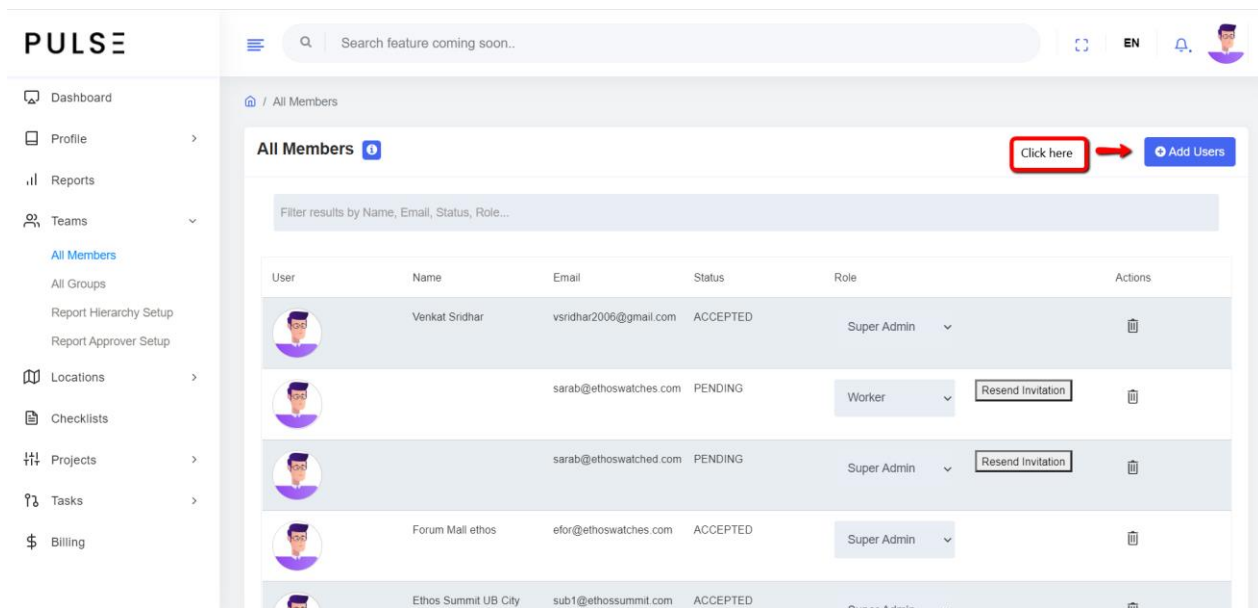 PULSE
Search feature coming soon..
EN
Dashboard
Profile
Reports
Teams
All Members
All Groups
Report Hierarchy Setup
Report Approver Setup
Locations
Checklists
Projects
Tasks
$ Billing
/ All Members
All Members
Click here
Add Users
Filter results by Name, Email, Status, Role...
User Name Email Status Role Actions
Venkat Sridhar vsridhar2006@gmail.com ACCEPTED Super Admin
sarab@ethoswatches.com PENDING Worker Resend Invitation
sarab@ethoswatched.com PENDING Super Admin Resend Invitation
Forum Mall ethos efor@ethoswatches.com ACCEPTED Super Admin
Ethos Summit UB City sub1@ethossummit.com ACCEPTED